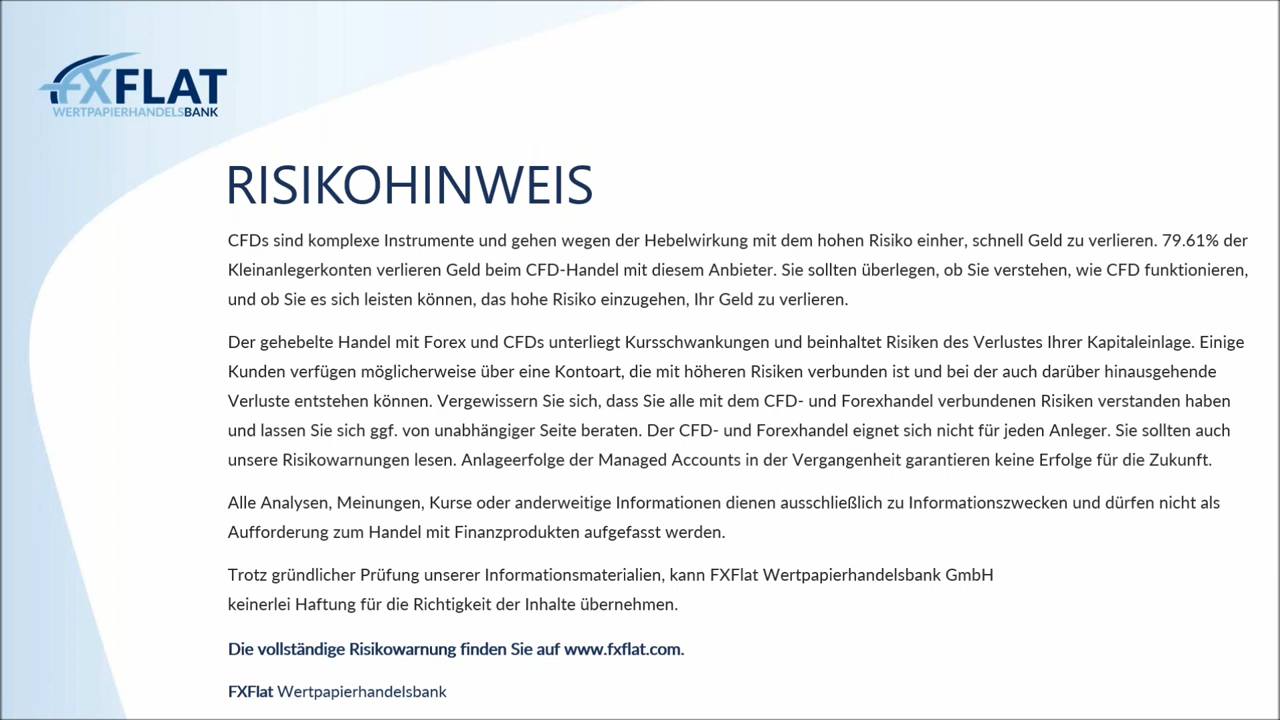 FXFLAT
WERTPAPIERHANDELSBANK
RISIKOHINWEIS
CFDs sind komplexe Instrumente und gehen wegen der Hebelwirkung mit dem hohen Risiko einher, schnell Geld zu verlieren. 79.61% der
Kleinanlegerkonten verlieren Geld beim CFD-Handel mit diesem Anbieter. Sie sollten überlegen, ob Sie verstehen, wie CFD funktionieren,
und ob Sie es sich leisten können, das hohe Risiko einzugehen, Ihr Geld zu verlieren.
Der gehebelte Handel mit Forex und CFDs unterliegt Kursschwankungen und beinhaltet Risiken des Verlustes Ihrer Kapitaleinlage. Einige
Kunden verfügen möglicherweise über eine Kontoart, die mit höheren Risiken verbunden ist und bei der auch darüber hinausgehende
Verluste entstehen können. Vergewissern Sie sich, dass Sie alle mit dem CFD- und Forexhandel verbundenen Risiken verstanden haben
und lassen Sie sich ggf. von unabhängiger Seite beraten. Der CFD- und Forexhandel eignet sich nicht für jeden Anleger. Sie sollten auch
unsere Risikowarnungen lesen. Anlageerfolge der Managed Accounts in der Vergangenheit garantieren keine Erfolge für die Zukunft.
Alle Analysen, Meinungen, Kurse oder anderweitige Informationen dienen ausschließlich zu Informationszwecken und dürfen nicht als
Aufforderung zum Handel mit Finanzprodukten aufgefasst werden.
Trotz gründlicher Prüfung unserer Informationsmaterialien, kann FXFlat Wertpapierhandelsbank GmbH
keinerlei Haftung für die Richtigkeit der Inhalte übernehmen.
Die vollständige Risikowarnung finden Sie auf www.fxflat.com.
FXFlat Wertpapierhandelsbank